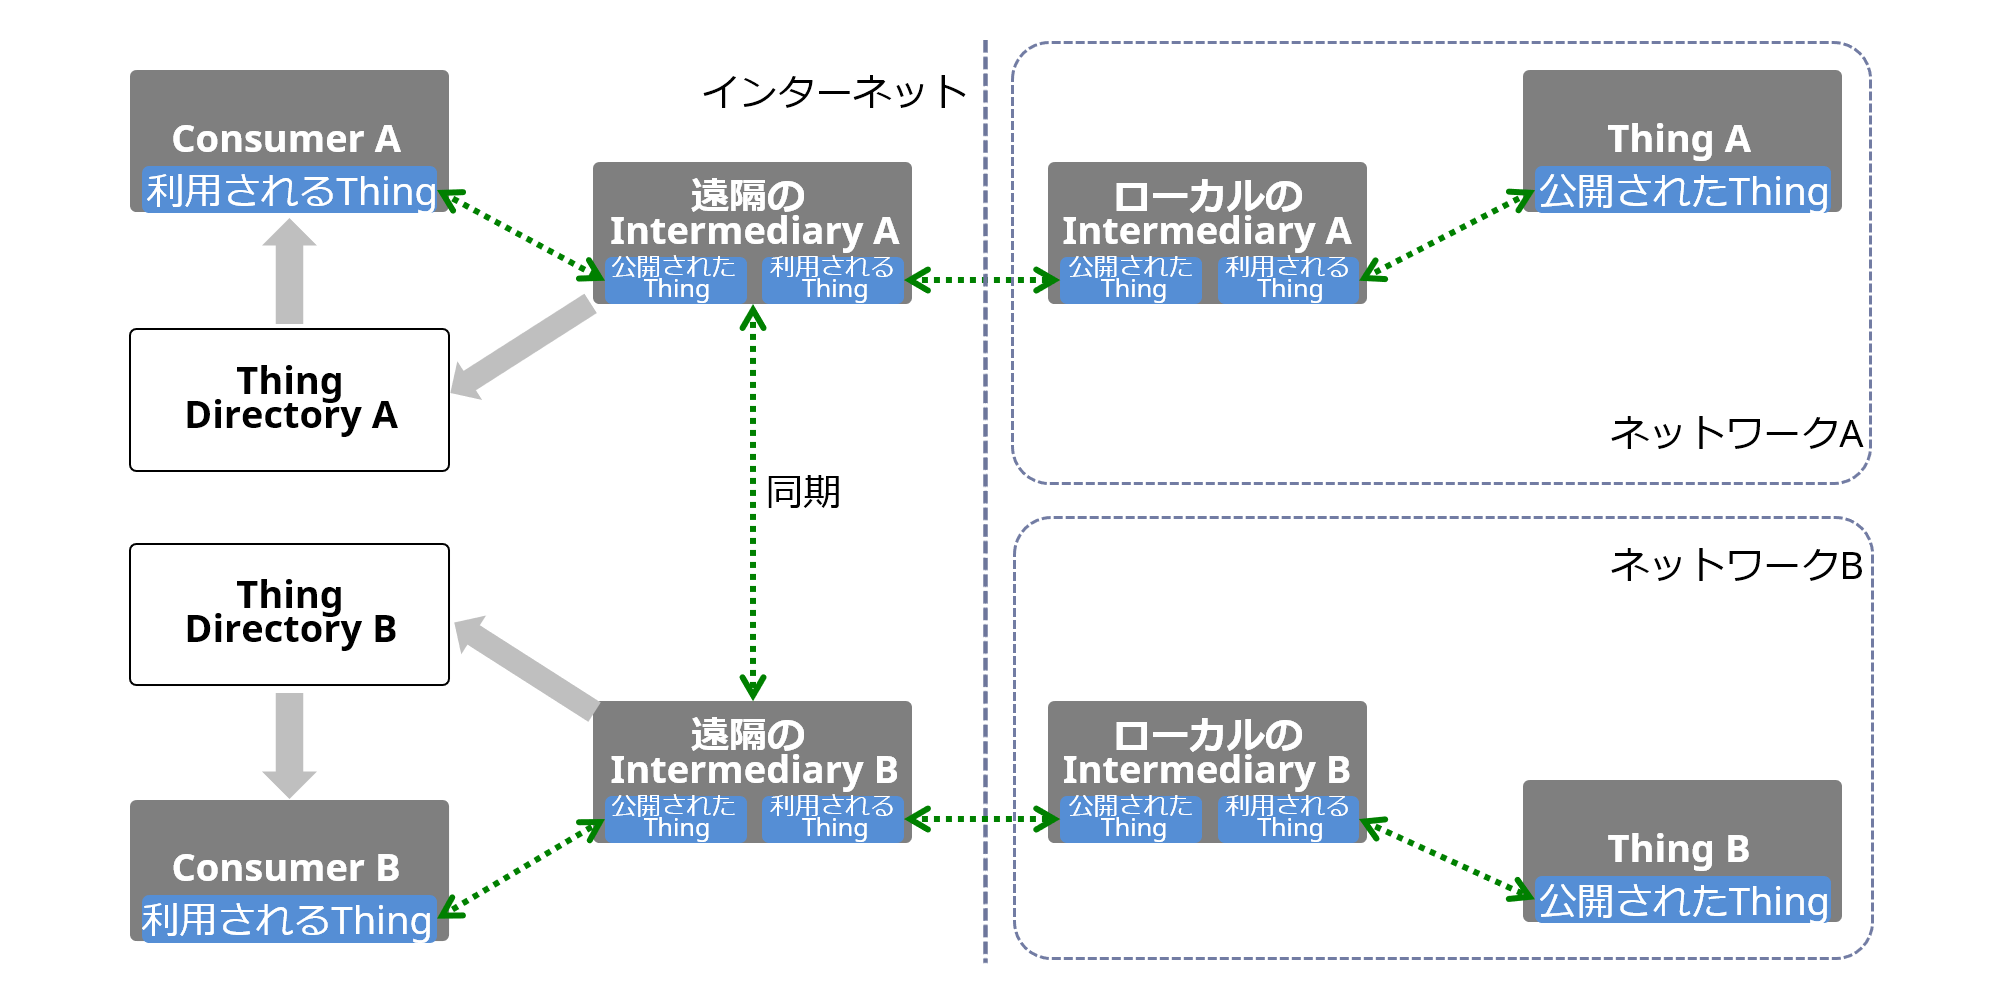 インターネット
Consumer A
利用されるThing
遠隔の
Intermediary A
公開された
Thing
利用される
Thing
ローカルの
Intermediary A
公開された
Thing
利用される
Thing
Thing A
公開されたThing
Thing
Directory A
ネットワークA
同期
Thing
Directory B
ネットワークB
遠隔の
Intermediary B
公開された
Thing
利用される
Thing
ローカルの
Intermediary B
公開された
Thing
利用される
Thing
Thing B
公開されたThing
Consumer B
利用されるThing